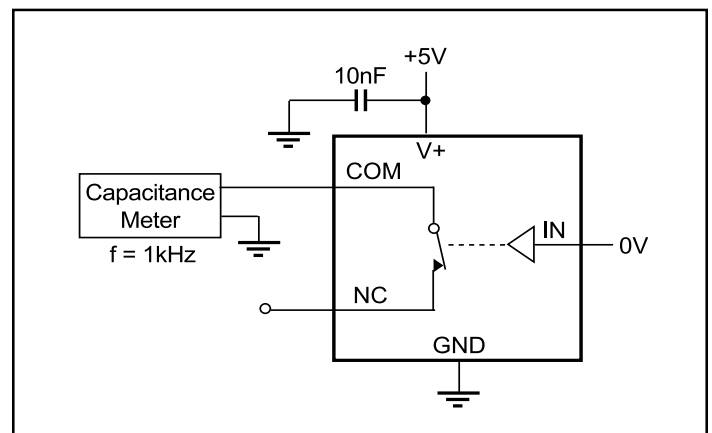 +5V
10nF
V+
COM
Capacitance
Meter
f = 1kHz
IN
0V
NC
GND